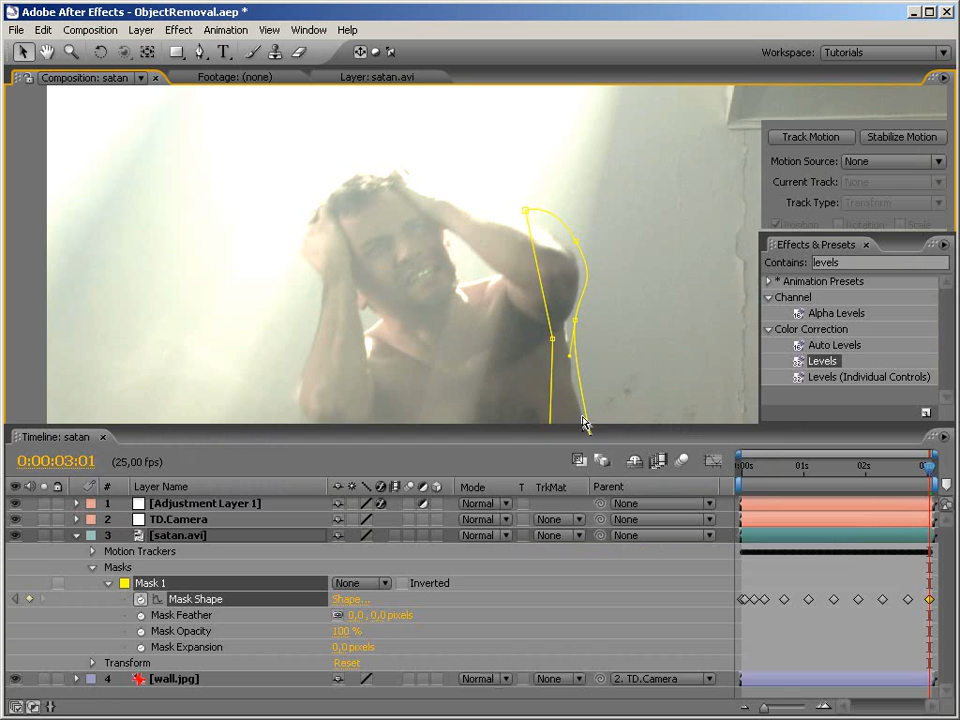 Adobe After Effects - ObjectRemoval.aep *
File Edit Composition Layer Effect Animation View Window Help
Workspace: Tutorials
Composition: satan Footage: (none) Layer: satan.avi
Track Motion Stabilize Motion
Motion Source: None
Current Track: None
Track Type: Transform
Position Rotation Scale
Effects & Presets
Contains: levels
* Animation Presets
Channel
Alpha Levels
Color Correction
Auto Levels
Levels
Levels (Individual Controls)
Timeline: satan
0:00:03:01 (25,00 fps)
# Layer Name Mode T TrkMat Parent
:00s 01s 02s
1 [Adjustment Layer 1] Normal None
2 TD.Camera Normal None None
3 [satan.avi] Normal None None
Motion Trackers
Masks
Mask 1 None Inverted
Mask Shape Shape...
Mask Feather 0,0 , 0,0 pixels
Mask Opacity 100 %
Mask Expansion 0,0 pixels
Transform Reset
4 [wall.jpg] Normal None 2. TD.Camera